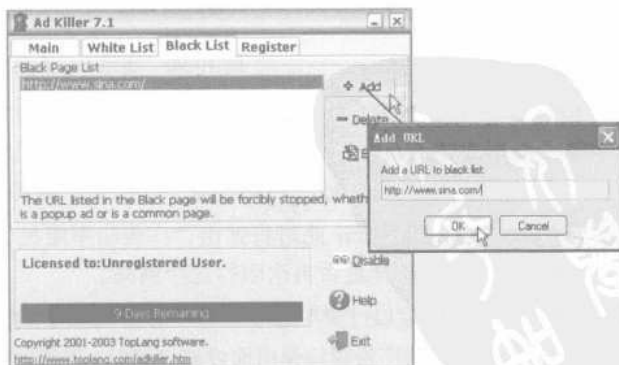 Ad Killer 7.1
Main White List Black List Register
Black Page List
http://www.sina.com/
Add
Delete
E
The URL listed in the Black page will be forcibly stopped, wheth
is a popup ad or is a common page.
Add URL
Add a URL to black list
http://www.sina.com/
OK Cancel
Licensed to:Unregistered User.
9 Days Remaining
Disable
Help
Exit
Copyright 2001-2003 TopLang software.
http://www.toplang.com/adkiller.htm